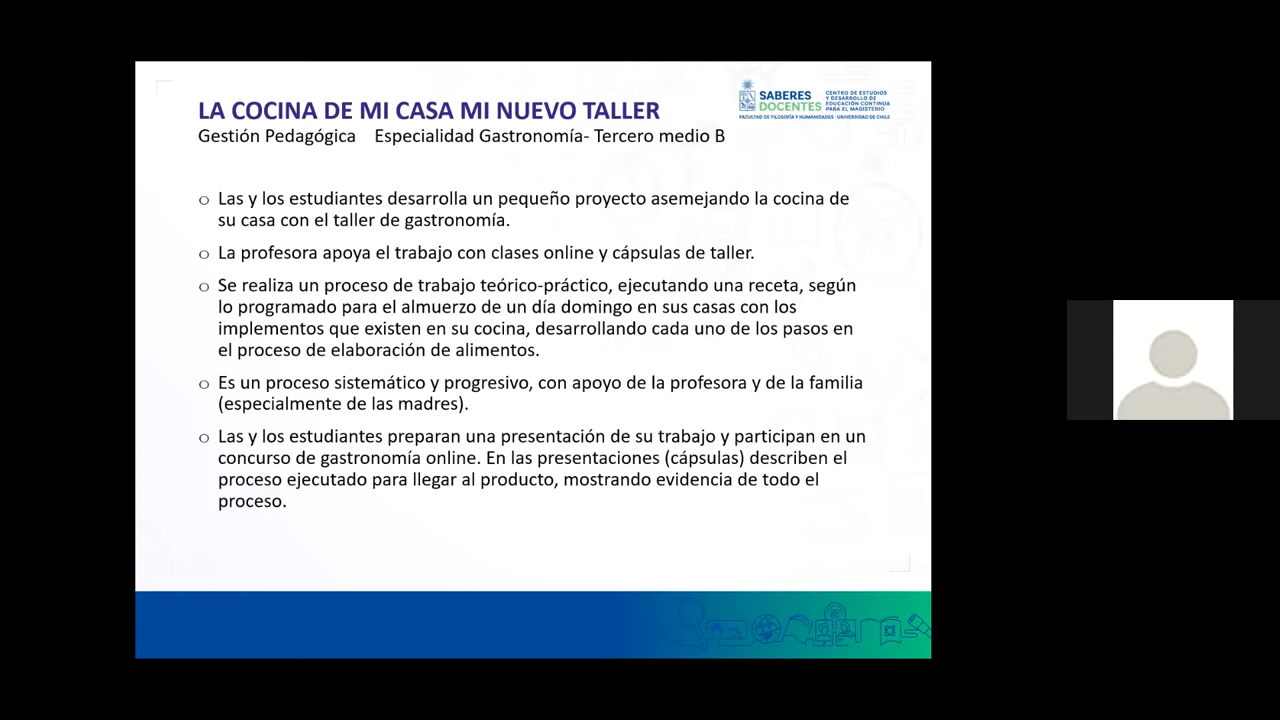 LA COCINA DE MI CASA MI NUEVO TALLER
Gestión Pedagógica Especialidad Gastronomía- Tercero medio B
SABERES DOCENTES
CENTRO DE ESTUDIOS
Y DESARROLLO DE
EDUCACIÓN CONTINUA
PARA EL MAGISTERIO
FACULTAD DE FILOSOFÍA Y HUMANIDADES · UNIVERSIDAD DE CHILE
o Las y los estudiantes desarrolla un pequeño proyecto asemejando la cocina de
su casa con el taller de gastronomía.
o La profesora apoya el trabajo con clases online y cápsulas de taller.
o Se realiza un proceso de trabajo teórico-práctico, ejecutando una receta, según
lo programado para el almuerzo de un día domingo en sus casas con los
implementos que existen en su cocina, desarrollando cada uno de los pasos en
el proceso de elaboración de alimentos.
o Es un proceso sistemático y progresivo, con apoyo de la profesora y de la familia
(especialmente de las madres).
o Las y los estudiantes preparan una presentación de su trabajo y participan en un
concurso de gastronomía online. En las presentaciones (cápsulas) describen el
proceso ejecutado para llegar al producto, mostrando evidencia de todo el
proceso.